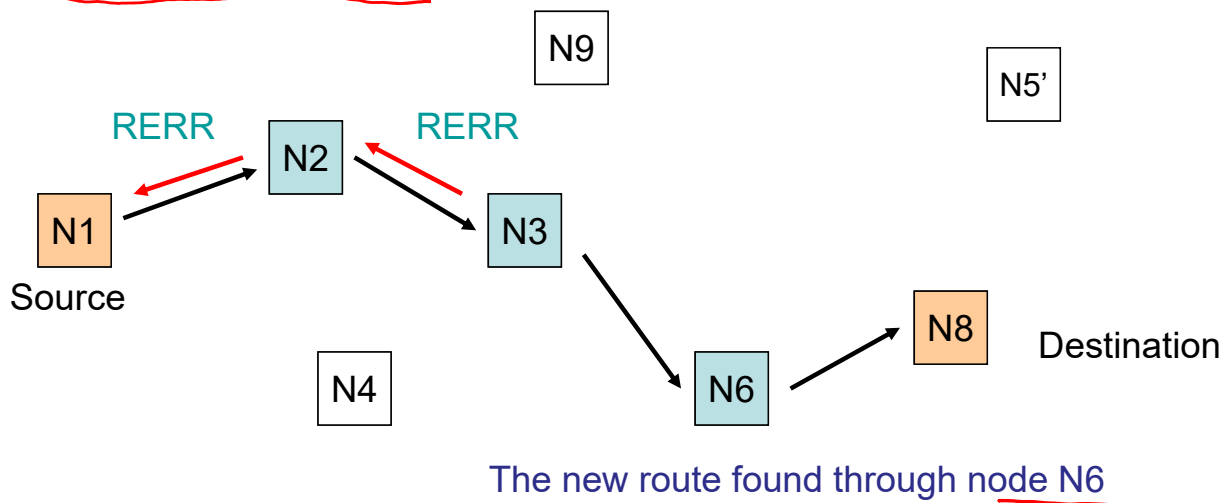 N9
N5’
RERR
RERR
N2
N1
N3
Source
N8
Destination
N4
N6
The new route found through node N6